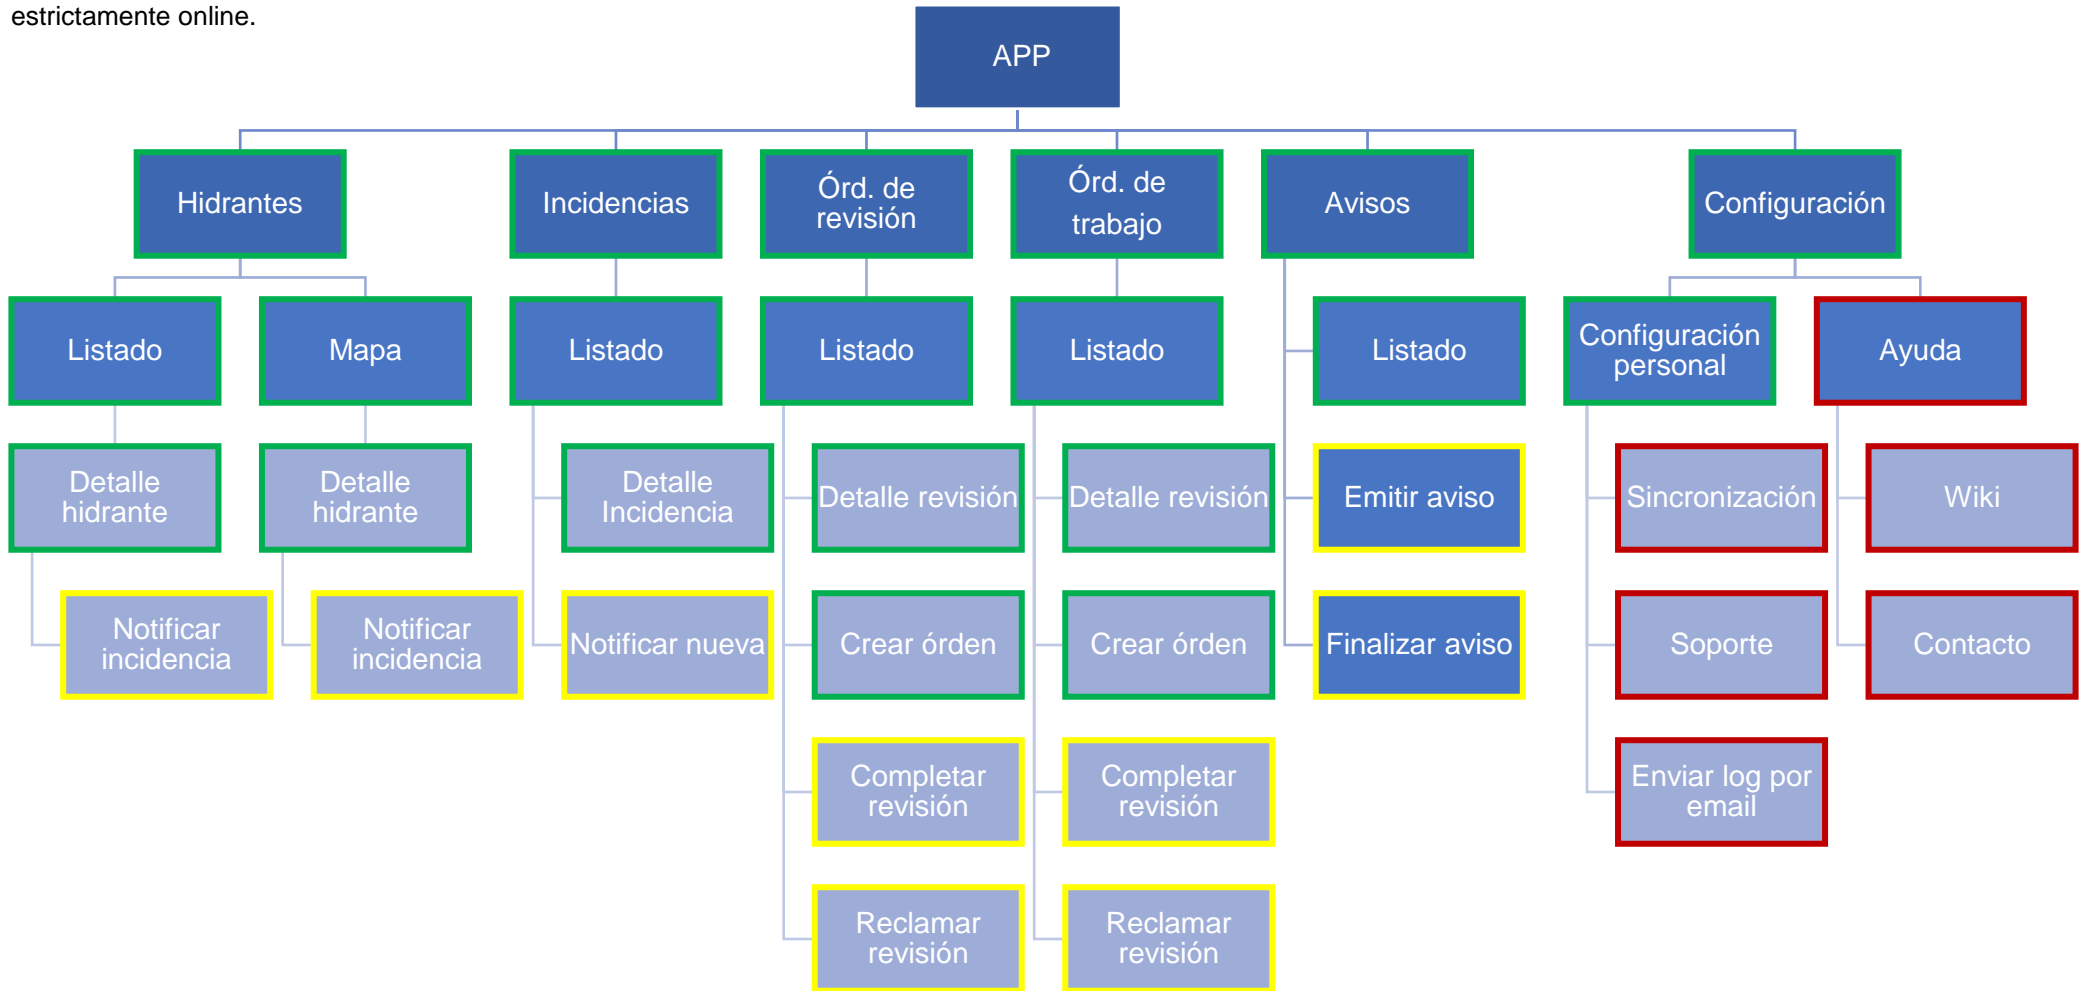 estrictamente online.
APP
Hidrantes
Incidencias
Órd. de
revisión
Órd. de
trabajo
Avisos
Configuración
Listado
Mapa
Listado
Listado
Listado
Listado
Configuración
personal
Ayuda
Detalle
hidrante
Detalle
hidrante
Detalle
Incidencia
Detalle revisión
Detalle revisión
Emitir aviso
Sincronización
Wiki
Notificar
incidencia
Notificar
incidencia
Notificar nueva
Crear órden
Crear órden
Finalizar aviso
Soporte
Contacto
Completar
revisión
Completar
revisión
Enviar log por
email
Reclamar
revisión
Reclamar
revisión